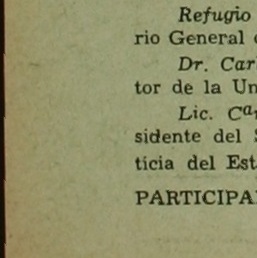 Refugio
rio General
Dr. Car
tor de la Un
Lic. Ca
sidente del
ticia del Est
PARTICIPA